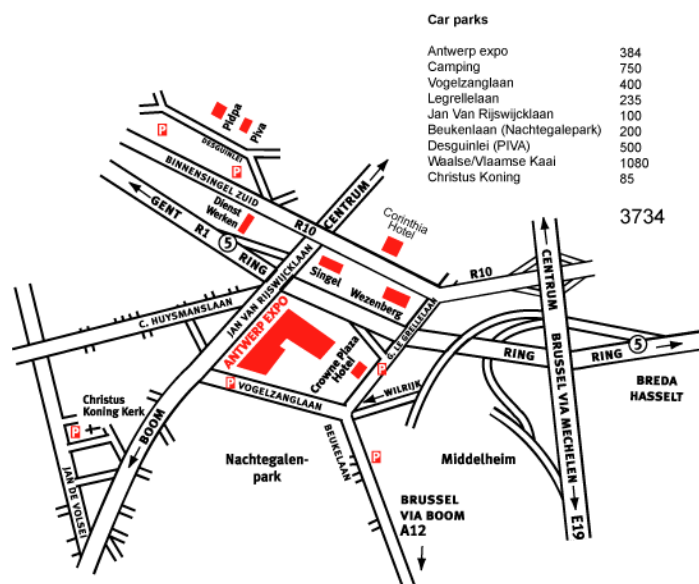 Car parks
Antwerp expo 384
Camping 750
Vogelzanglaan 400
Legrellelaan 235
Jan Van Rijswijcklaan 100
Beukenlaan (Nachtegalepark) 200
Desguinlei (PIVA) 500
Waalse/Vlaamse Kaai 1080
Christus Koning 85
3734
Pidpa
Piva
P
DESGUINLEI
P
BINNENSINGEL ZUID
R10
CENTRUM
Corinthia
Hotel
Dienst
Werken
GENT
R1
5
RING
Singel
Wezenberg
R10
CENTRUM
JAN VAN RIJSWIJCKLAAN
C. HUYSMANSLAAN
ANTWERP EXPO
G. LE GRELLELAAN
RING
RING
5
BREDA
HASSELT
BRUSSEL VIA MECHELEN
E19
Crowne Plaza
Hotel
P
P
VOGELZANGLAAN
WILRIJK
Christus
Koning Kerk
P
BOOM
JAN DE VOLSEI
Nachtegalen-
park
BEUKELAAN
P
Middelheim
BRUSSEL
VIA BOOM
A12